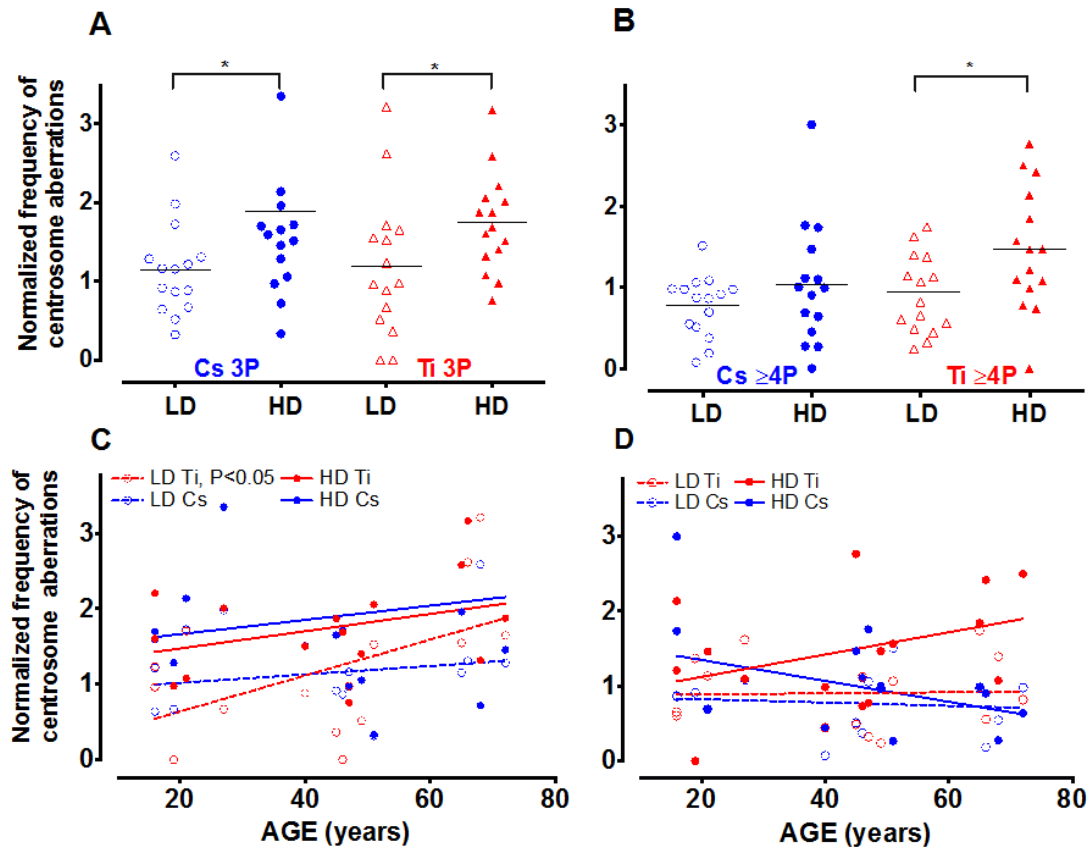 A
B
* *
*
Normalized frequency of
centrosome aberrations
3
2
1
0
3
2
1
0
Cs 3P Ti 3P
Cs ≥4P Ti ≥4P
LD HD LD HD
LD HD LD HD
C
D
LD Ti, P<0.05 HD Ti
LD Cs HD Cs
LD Ti HD Ti
LD Cs HD Cs
Normalized frequency of
centrosome aberrations
3
2
1
0
3
2
1
0
20 40 60 80
20 40 60 80
AGE (years)
AGE (years)